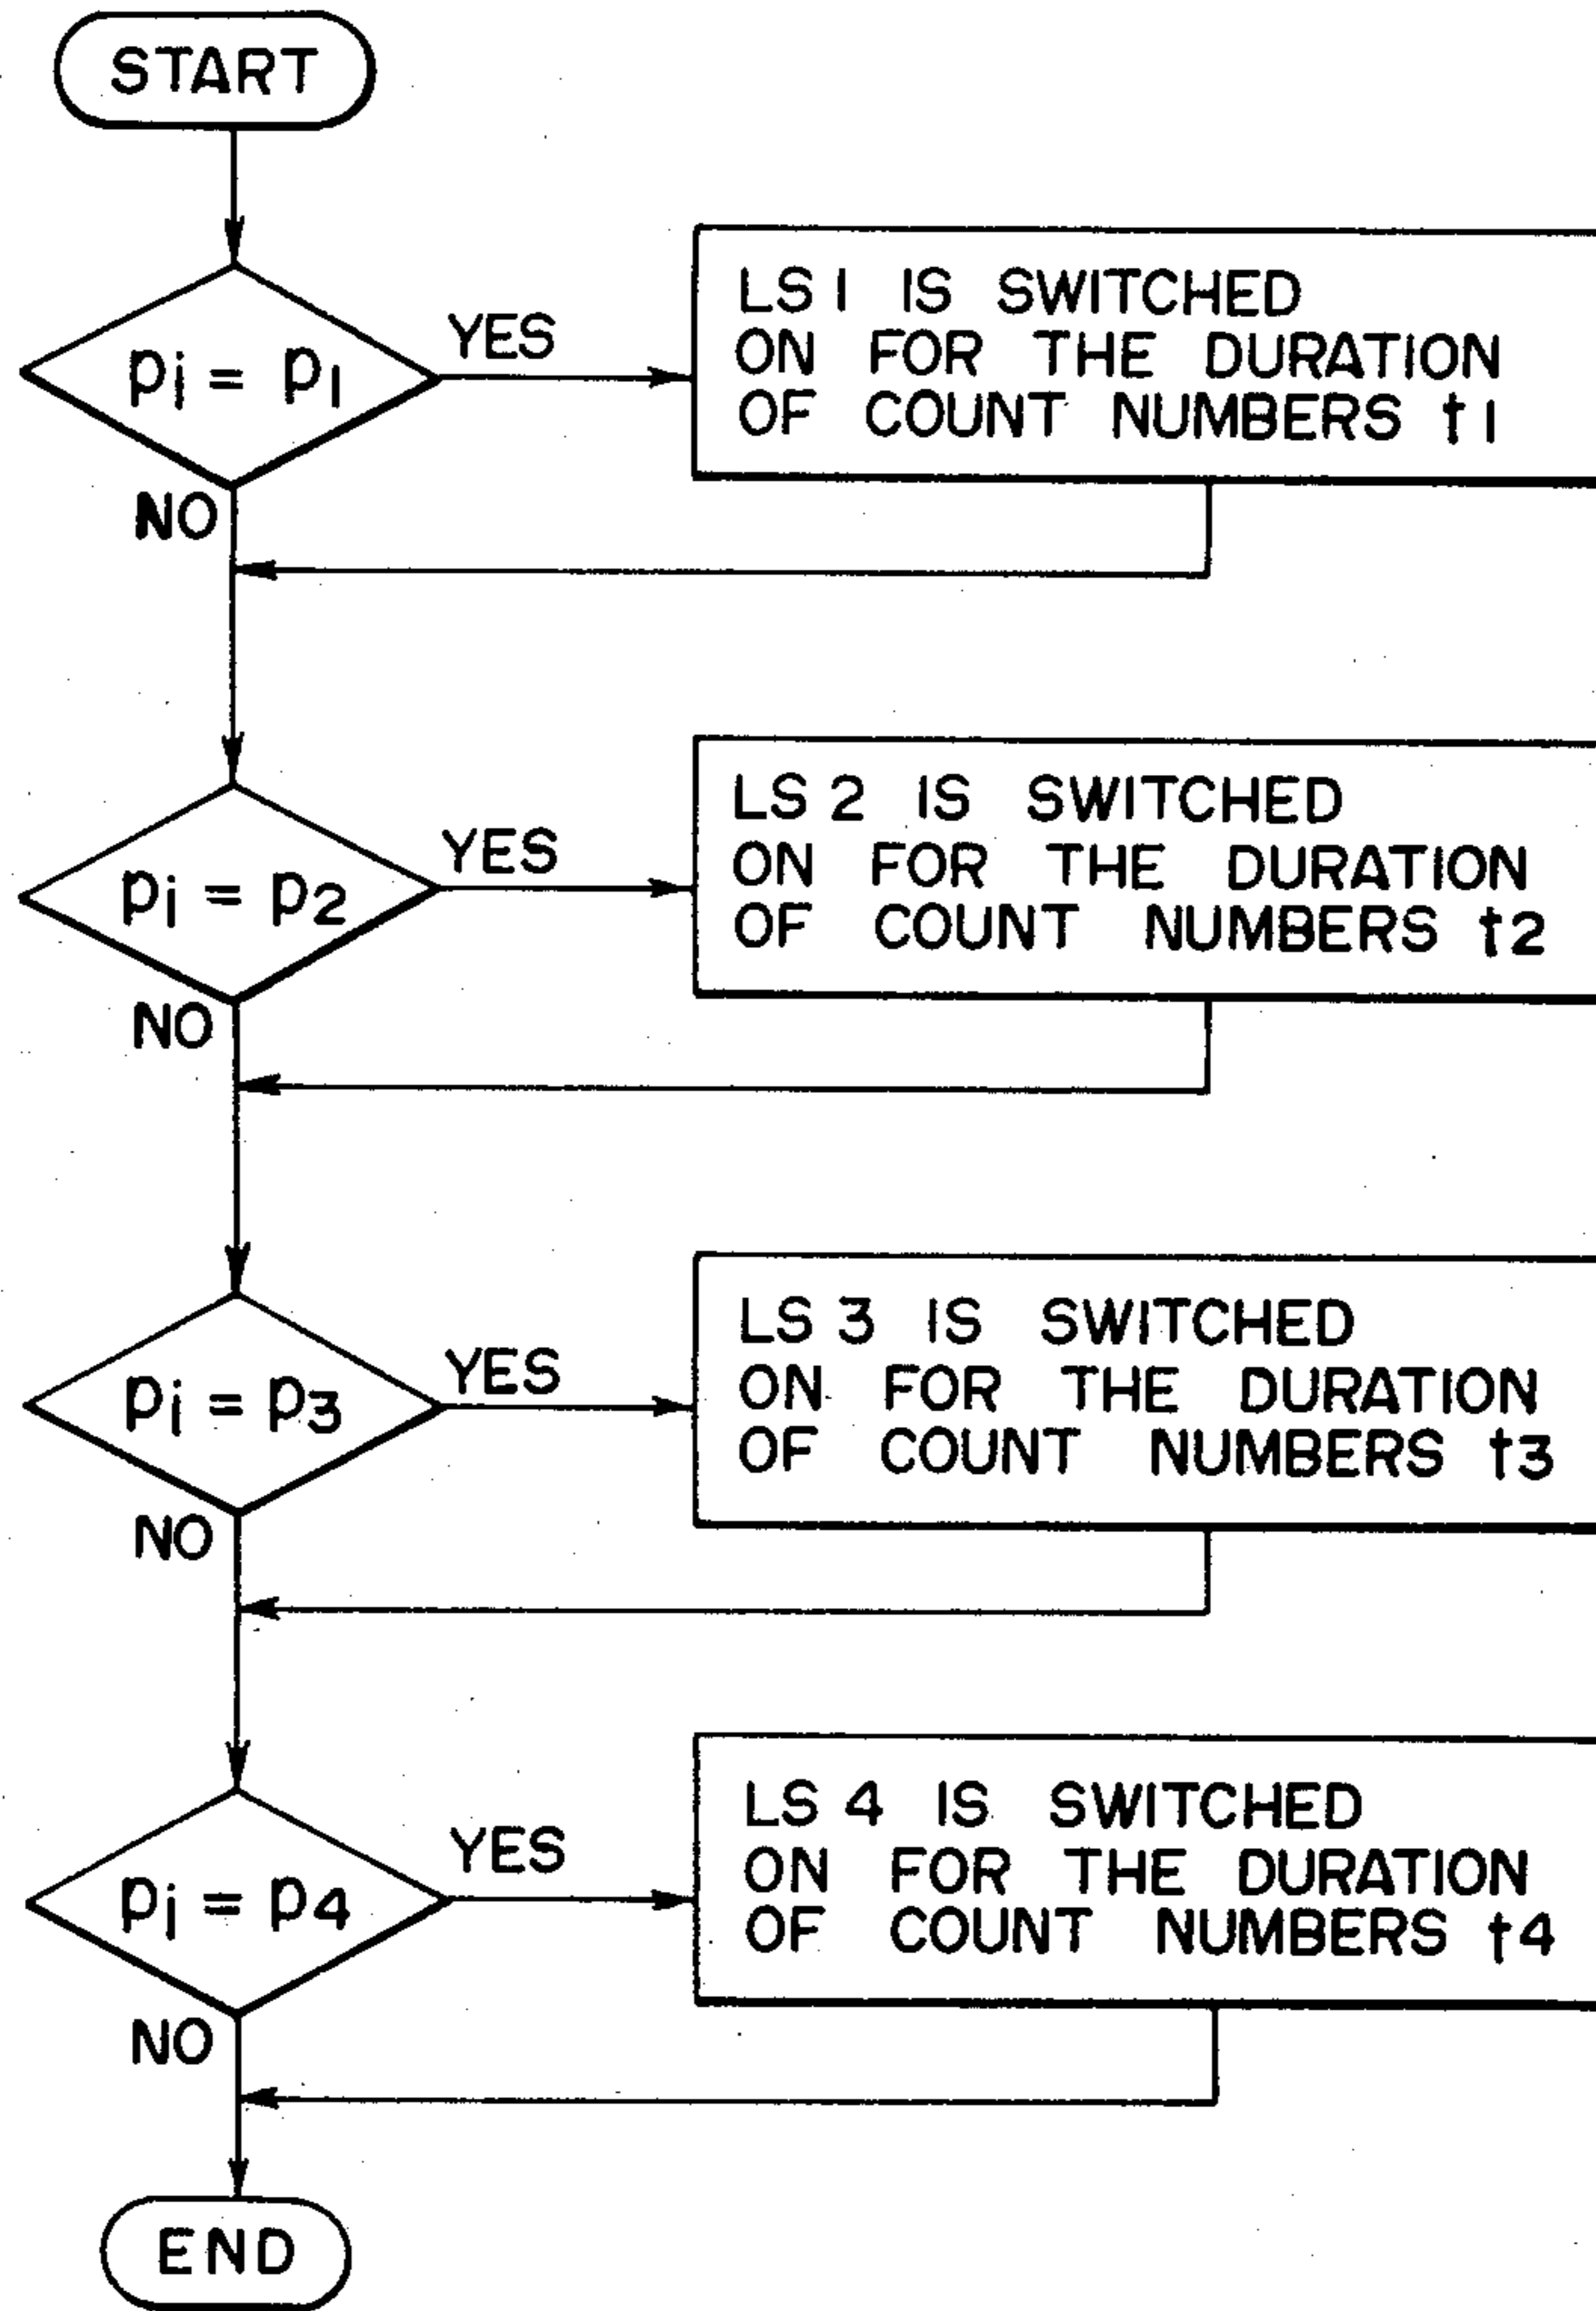 START
pi = p1
YES
LS 1 IS SWITCHED
ON FOR THE DURATION
OF COUNT NUMBERS t1
NO
pi = p2
YES
LS 2 IS SWITCHED
ON FOR THE DURATION
OF COUNT NUMBERS t2
NO
pi = p3
YES
LS 3 IS SWITCHED
ON FOR THE DURATION
OF COUNT NUMBERS t3
NO
pi = p4
YES
LS 4 IS SWITCHED
ON FOR THE DURATION
OF COUNT NUMBERS t4
NO
END